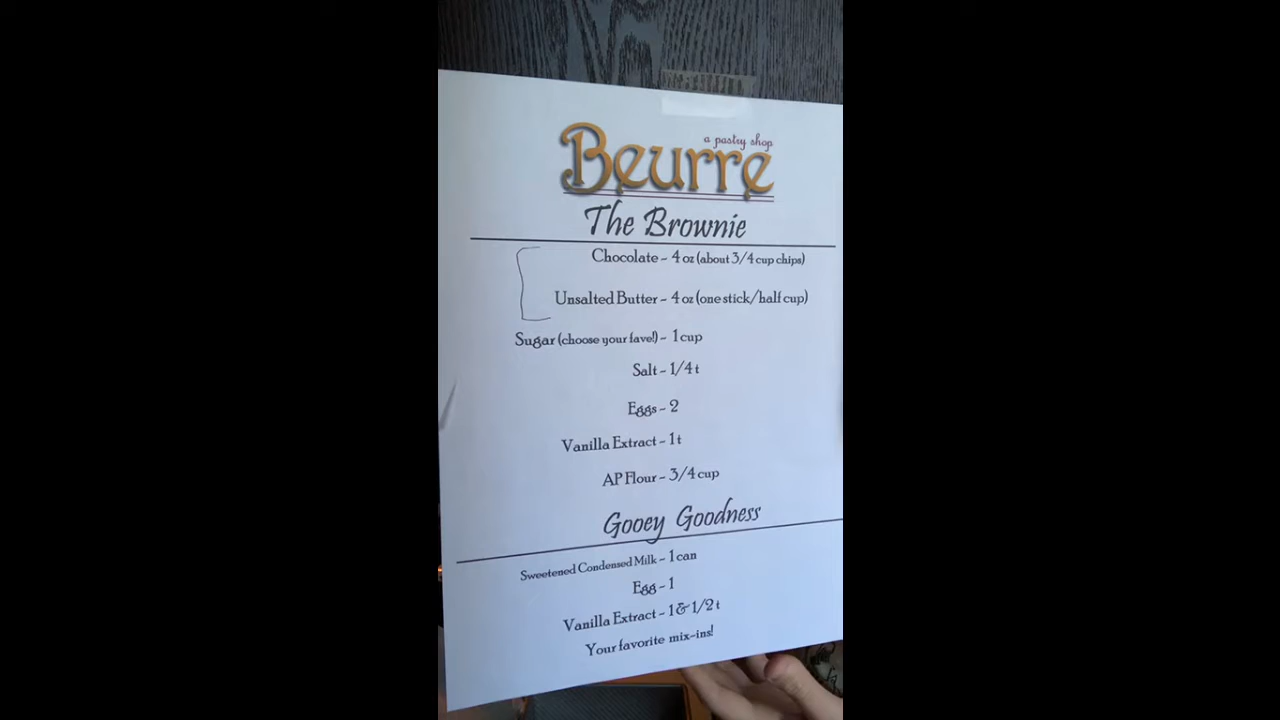 a pastry shop
Beurre
The Brownie
Chocolate - 4 oz (about 3/4 cup chips)
Unsalted Butter - 4 oz (one stick/half cup)
Sugar (choose your fave!) - 1 cup
Salt - 1/4 t
Eggs - 2
Vanilla Extract - 1 t
AP Flour - 3/4 cup
Gooey Goodness
Sweetened Condensed Milk - 1 can
Egg - 1
Vanilla Extract - 1 & 1/2 t
Your favorite mix-ins!